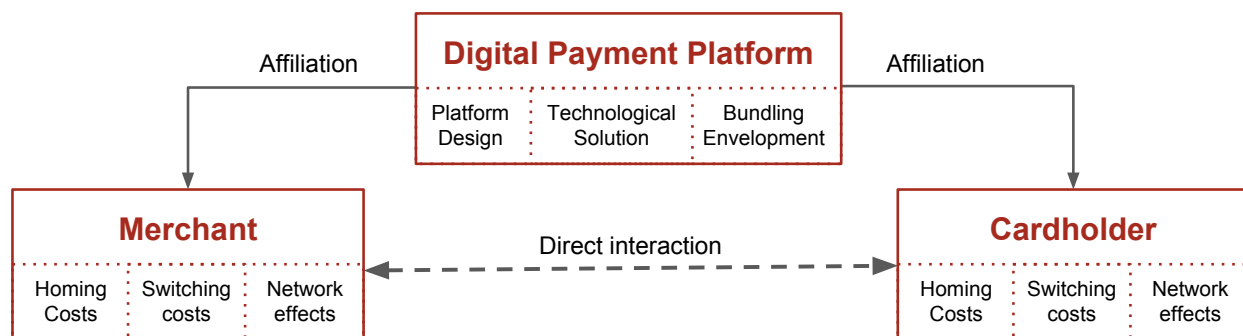 Digital Payment Platform
Affiliation
Affiliation
Platform
Design
Technological
Solution
Bundling
Envelopment
Merchant
Direct interaction
Cardholder
Homing
Costs
Switching
costs
Network
effects
Homing
Costs
Switching
costs
Network
effects